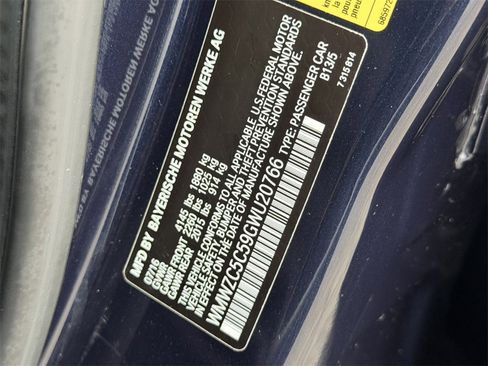 MFD BY BAYERISCHE MOTOREN WERKE AG
07/16
GVWR 4145 lbs 1880 kg
GAWR FRONT 2260 lbs 1025 kg
GAWR REAR 2015 lbs 914 kg
THIS VEHICLE CONFORMS TO ALL APPLICABLE U.S. FEDERAL MOTOR
VEHICLE SAFETY, BUMPER AND THEFT PREVENTION STANDARDS
IN EFFECT ON THE DATE OF MANUFACTURE SHOWN ABOVE.
WMWZC5C59GWU20766 TYPE: PASSENGER CAR
B13/5
7 315 814